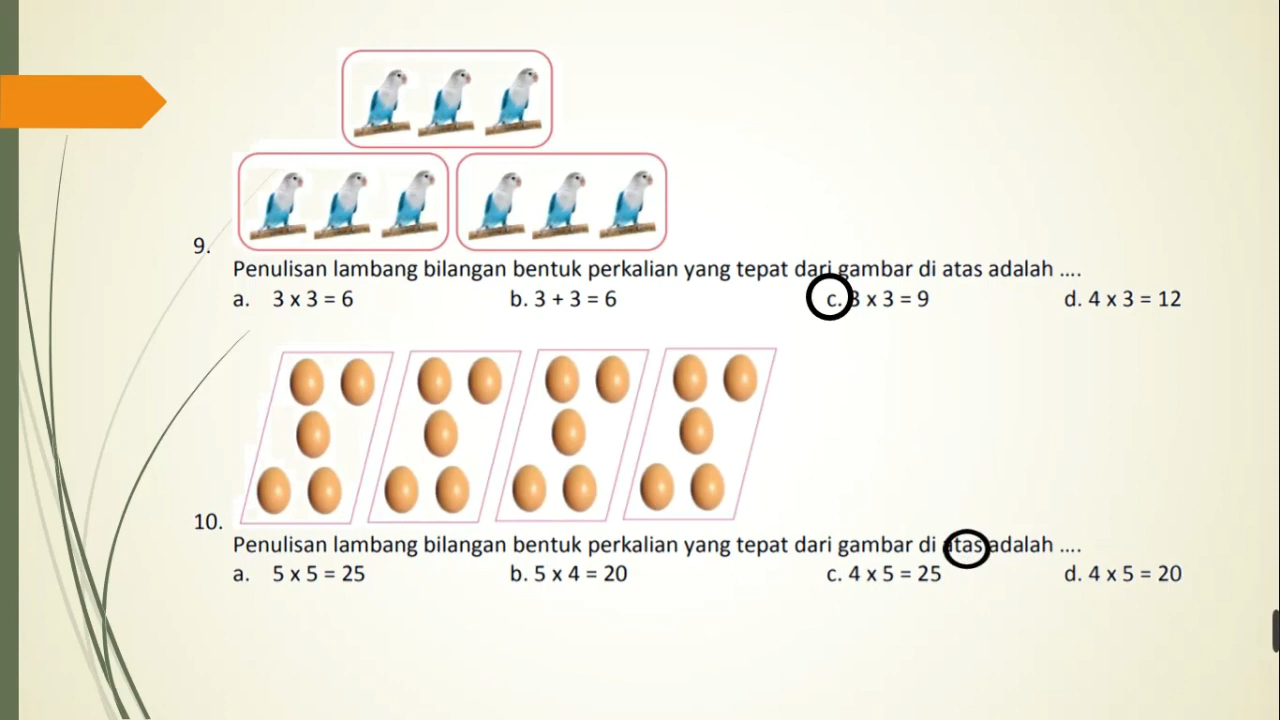 9.
Penulisan lambang bilangan bentuk perkalian yang tepat dari gambar di atas adalah ....
a. 3 x 3 = 6 b. 3 + 3 = 6 c. 3 x 3 = 9 d. 4 x 3 = 12
10.
Penulisan lambang bilangan bentuk perkalian yang tepat dari gambar di atas adalah ....
a. 5 x 5 = 25 b. 5 x 4 = 20 c. 4 x 5 = 25 d. 4 x 5 = 20